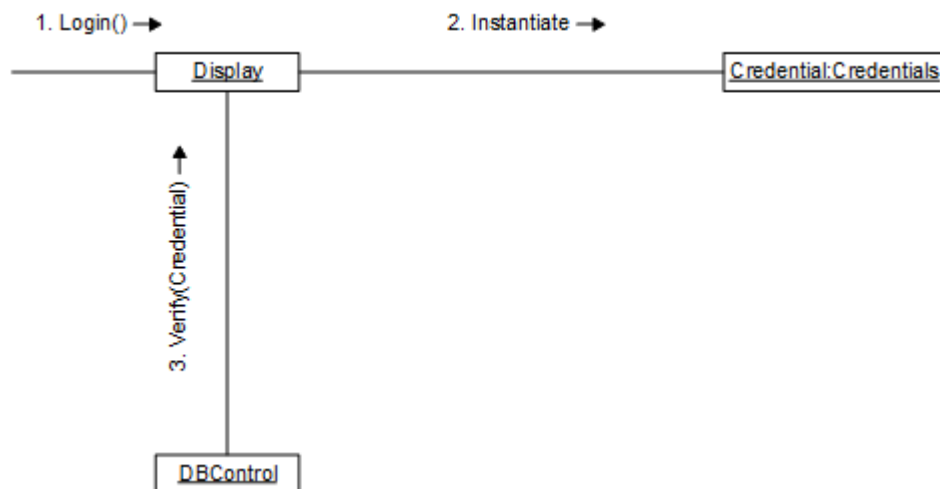 1. Login() →
2. Instantiate →
Display
Credential:Credentials
3. Verify(Credential) →
DBControl